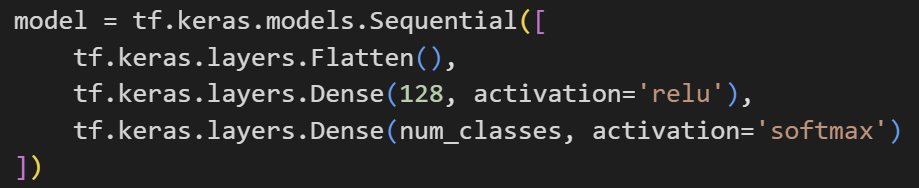 model = tf.keras.models.Sequential([
    tf.keras.layers.Flatten(),
    tf.keras.layers.Dense(128, activation='relu'),
    tf.keras.layers.Dense(num_classes, activation='softmax')
])